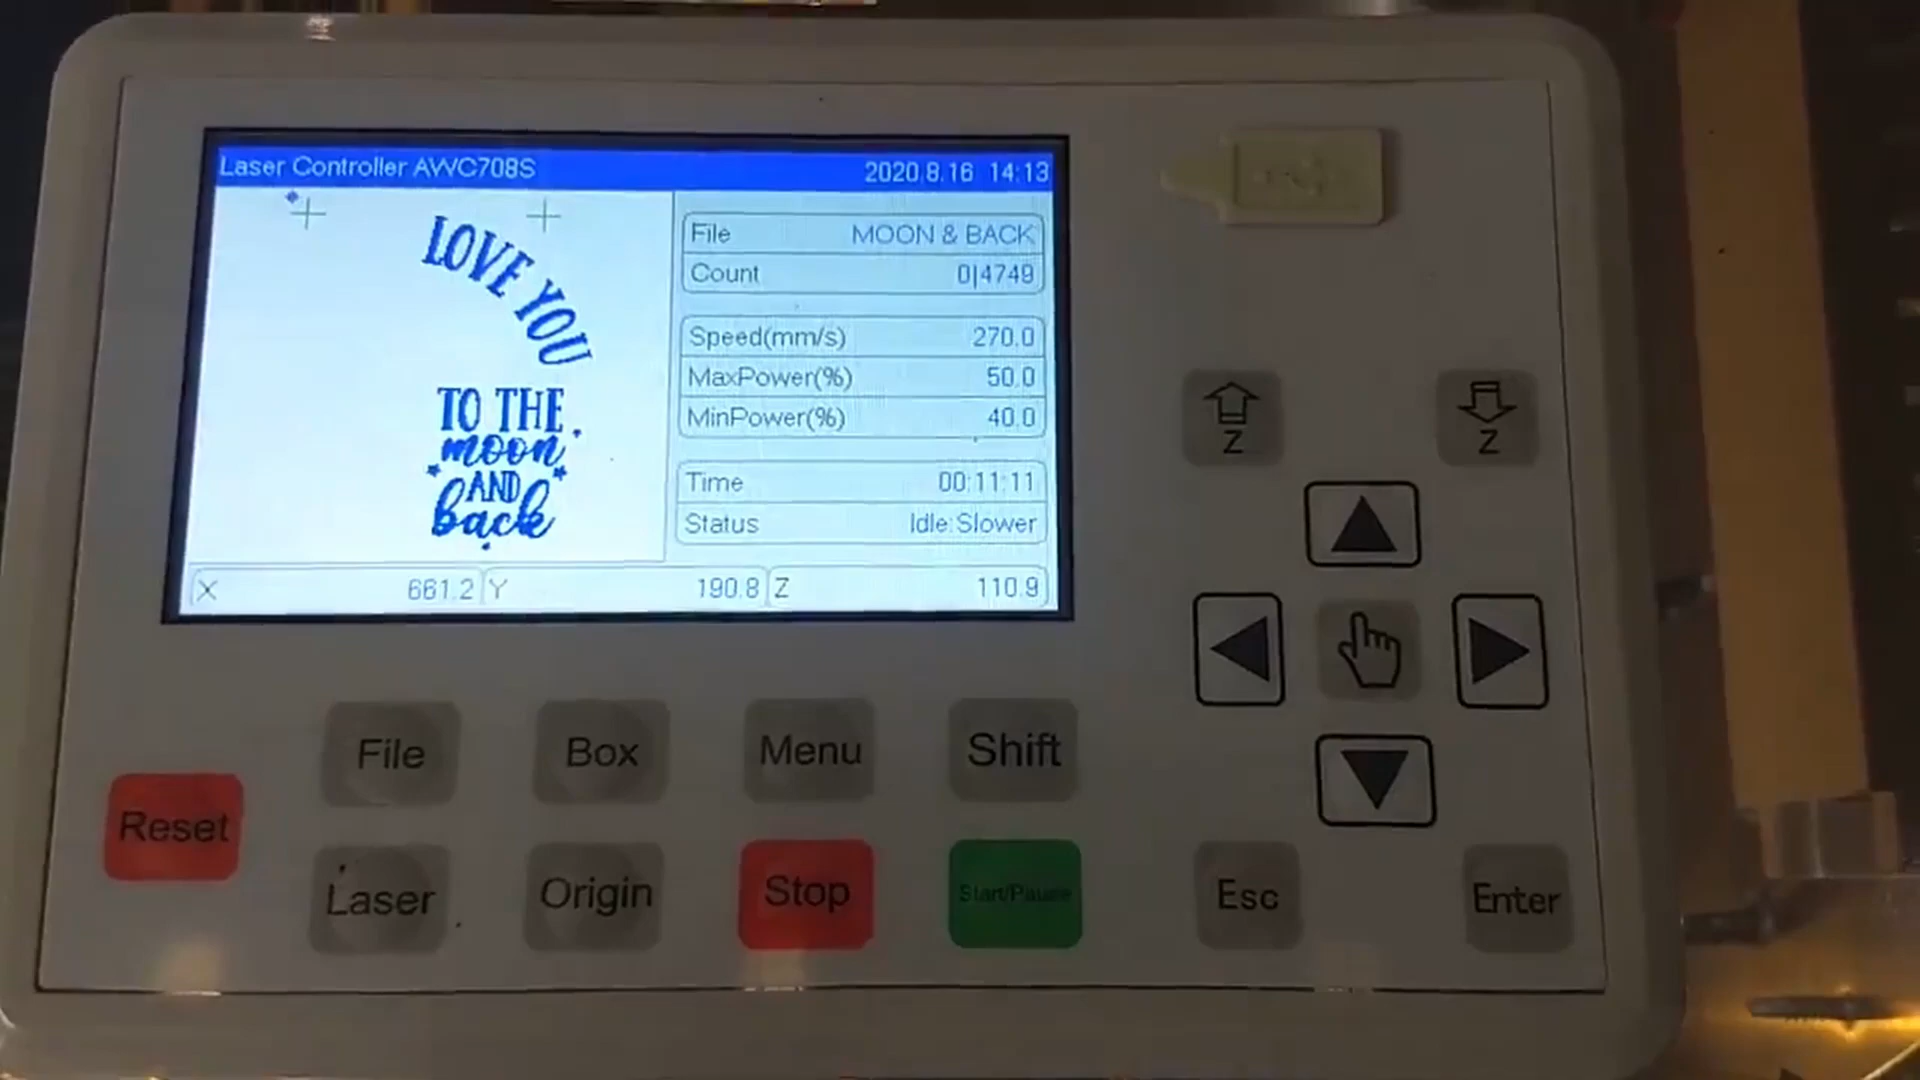 Laser Controller AWC708S 2020.8.16 14:13
LOVE YOU
TO THE
moon
AND
back
File MOON & BACK
Count 0|4749
Speed(mm/s) 270.0
MaxPower(%) 50.0
MinPower(%) 40.0
Time 00:11:11
Status Idle:Slower
X 661.2 Y 190.8 Z 110.9
Z Z
File Box Menu Shift
Reset
Laser Origin Stop Start/Pause Esc Enter